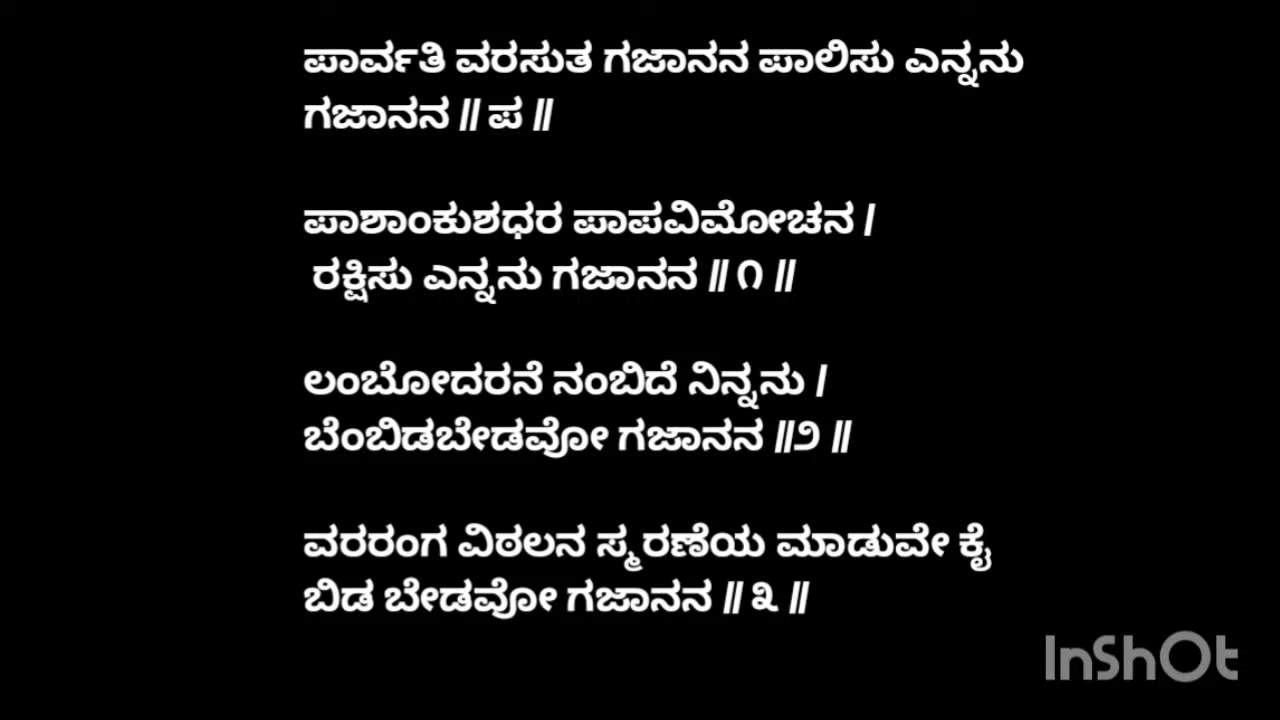 ಪಾರ್ವತಿ ವರಸುತ ಗಜಾನನ ಪಾಲಿಸು ಎನ್ನನು
ಗಜಾನನ || ಪ ||
ಪಾಶಾಂಕುಶಧರ ಪಾಪವಿಮೋಚನ /
ರಕ್ಷಿಸು ಎನ್ನನು ಗಜಾನನ || ೧ ||
ಲಂಬೋದರನೆ ನಂಬಿದೆ ನಿನ್ನನು /
ಬೆಂಬಿಡಬೇಡವೋ ಗಜಾನನ ||೨ ||
ವರರಂಗ ವಿಠಲನ ಸ್ಮರಣೆಯ ಮಾಡುವೇ ಕೈ
ಬಿಡ ಬೇಡವೋ ಗಜಾನನ || ೩ ||
InShOt